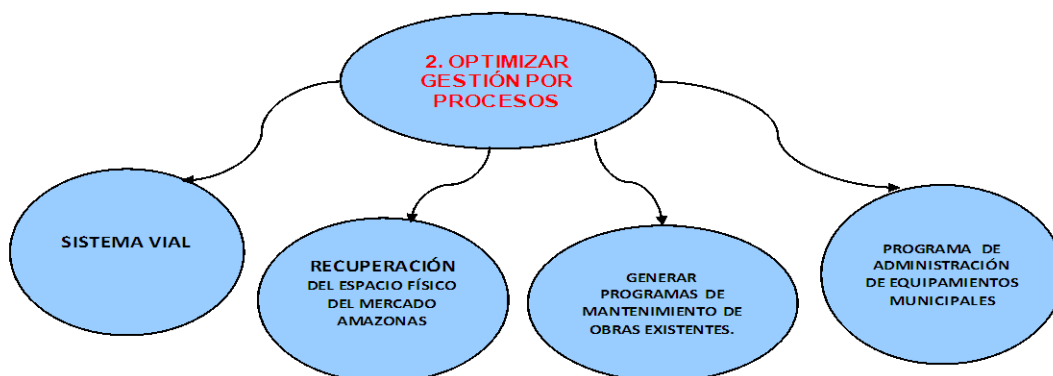 2. OPTIMIZAR
GESTIÓN POR
PROCESOS
SISTEMA VIAL
RECUPERACIÓN
DEL ESPACIO FÍSICO
DEL MERCADO
AMAZONAS
GENERAR
PROGRAMAS DE
MANTENIMIENTO DE
OBRAS EXISTENTES.
PROGRAMA DE
ADMINISTRACIÓN
DE EQUIPAMIENTOS
MUNICIPALES